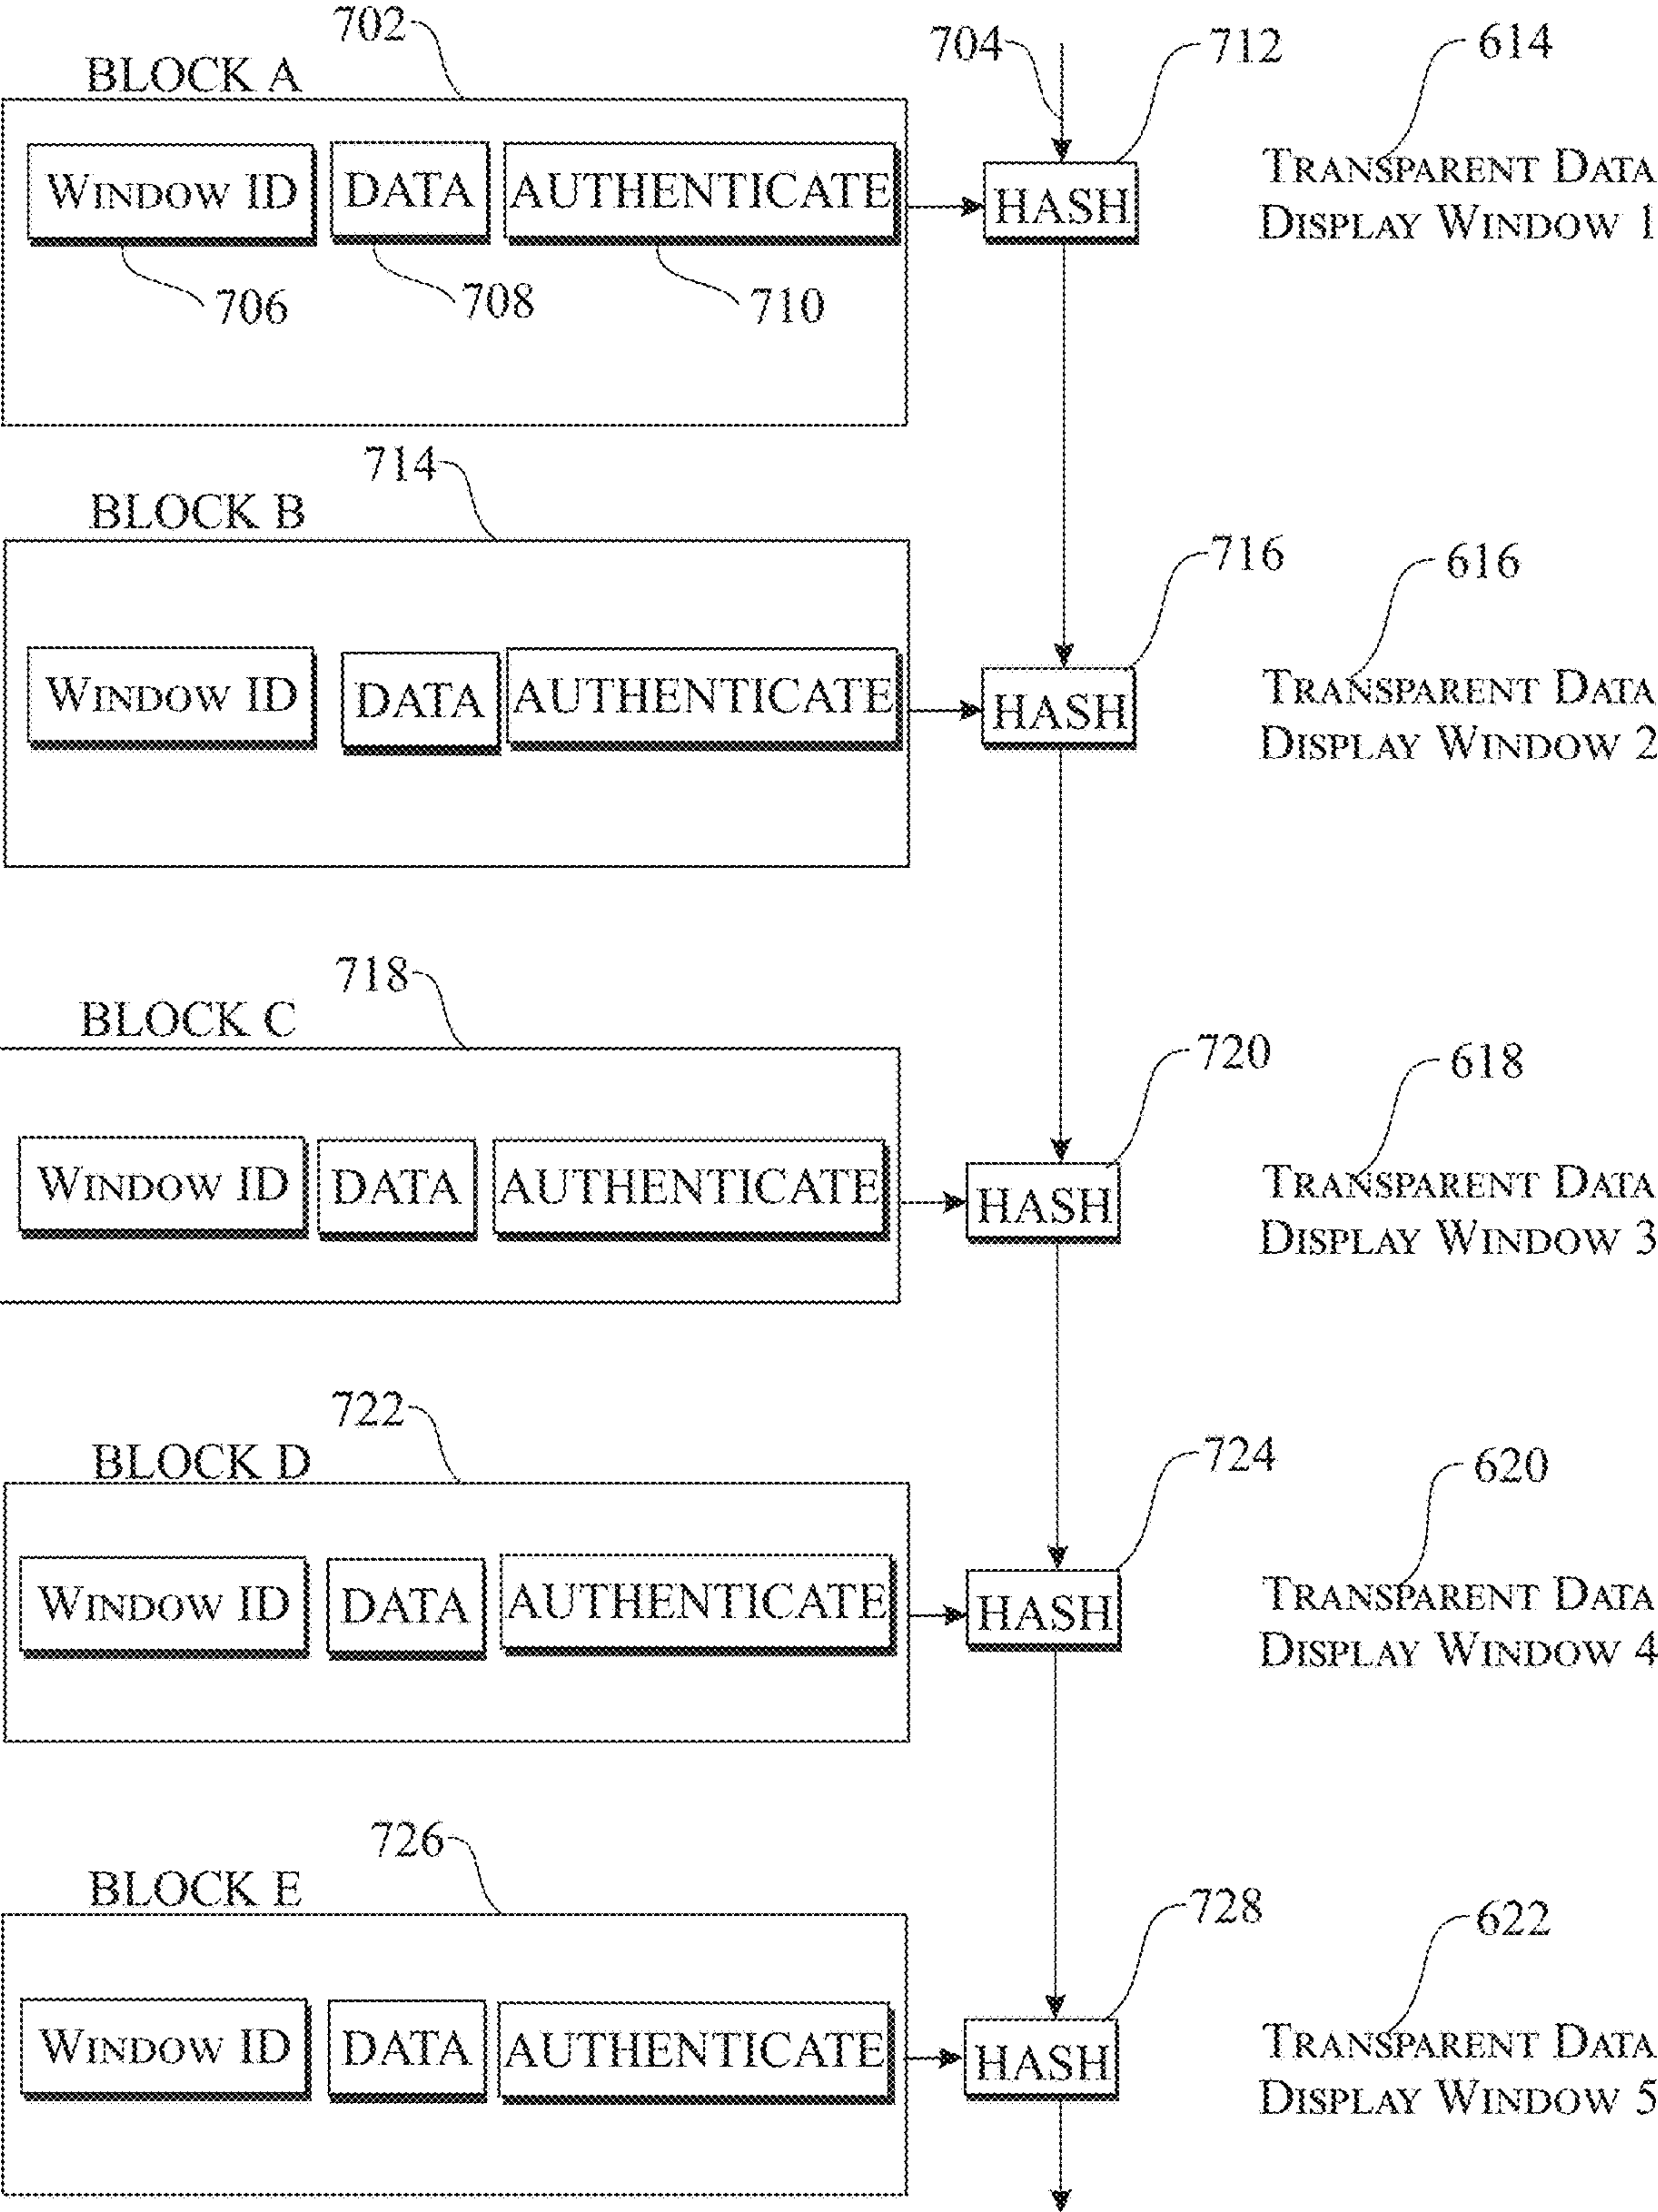 702
704
712
614
BLOCK A
WINDOW ID
DATA
AUTHENTICATE
HASH
TRANSPARENT DATA
DISPLAY WINDOW 1
706
708
710
714
BLOCK B
716
616
WINDOW ID
DATA
AUTHENTICATE
HASH
TRANSPARENT DATA
DISPLAY WINDOW 2
718
BLOCK C
720
618
WINDOW ID
DATA
AUTHENTICATE
HASH
TRANSPARENT DATA
DISPLAY WINDOW 3
722
BLOCK D
724
620
WINDOW ID
DATA
AUTHENTICATE
HASH
TRANSPARENT DATA
DISPLAY WINDOW 4
726
BLOCK E
728
622
WINDOW ID
DATA
AUTHENTICATE
HASH
TRANSPARENT DATA
DISPLAY WINDOW 5